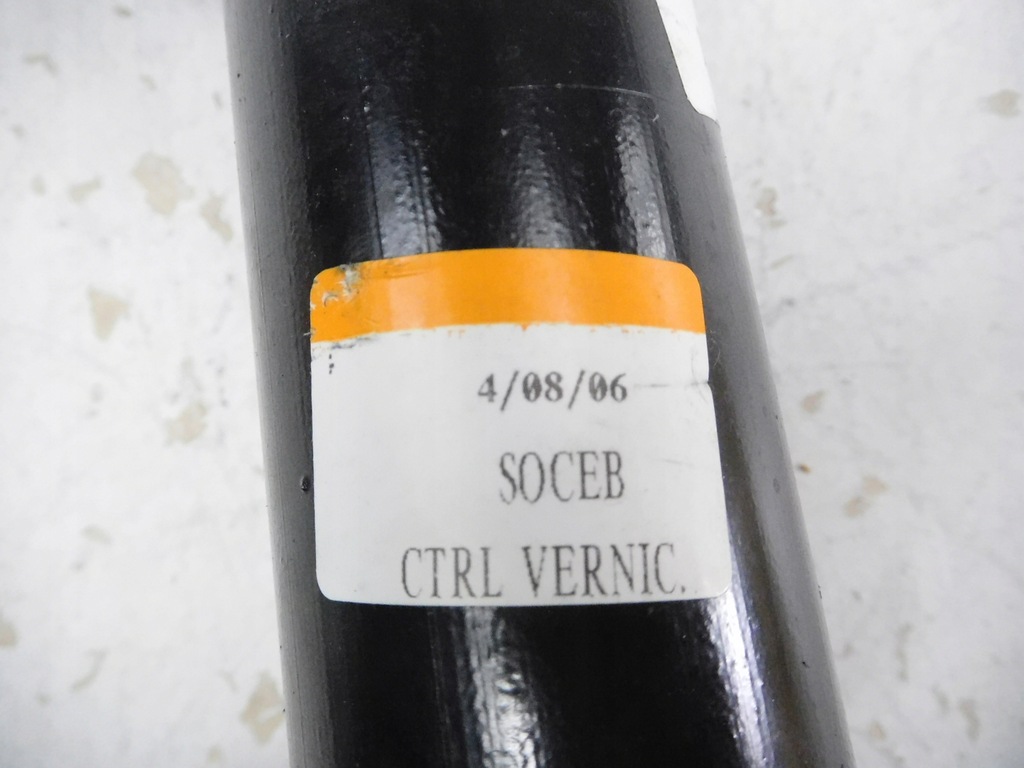 4/08/06
SOCEB
CTRL VERNIC.